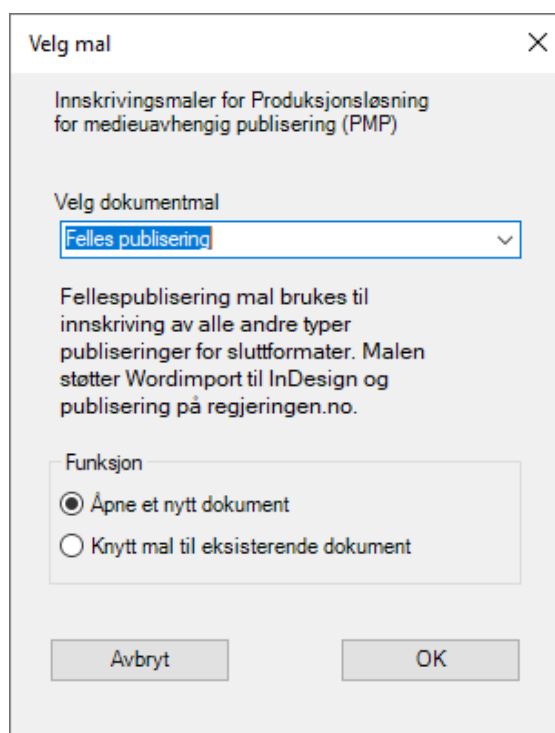 Velg mal
Innskrivingsmaler for Produksjonsløsning
for medieuavhengig publisering (PMP)
Velg dokumentmal
Felles publisering
Fellespublisering mal brukes til
innskriving av alle andre typer
publiseringer for sluttformater. Malen
støtter Wordimport til InDesign og
publisering på regjeringen.no.
Funksjon
Åpne et nytt dokument
Knytt mal til eksisterende dokument
Avbryt
OK